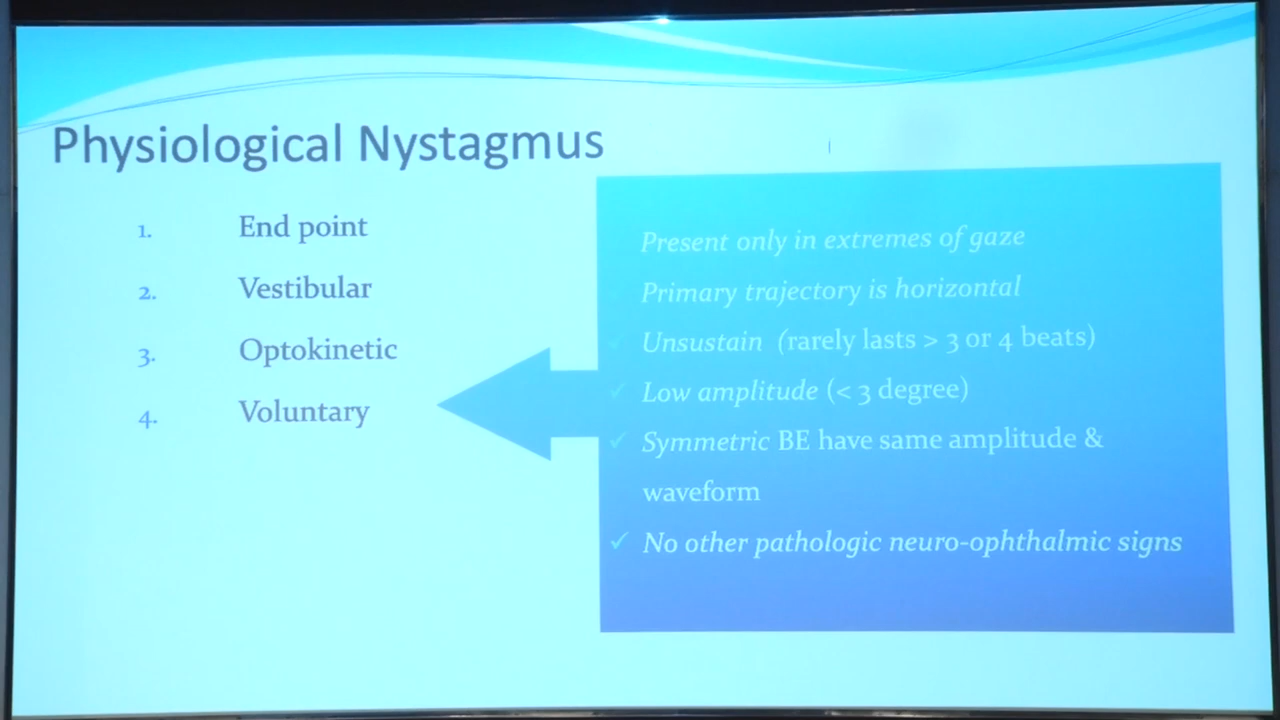 Physiological Nystagmus
1. End point
2. Vestibular
3. Optokinetic
4. Voluntary
Present only in extremes of gaze
Primary trajectory is horizontal
Unsustain (rarely lasts > 3 or 4 beats)
✓ Low amplitude (< 3 degree)
✓ Symmetric BE have same amplitude &
waveform
✓ No other pathologic neuro-ophthalmic signs